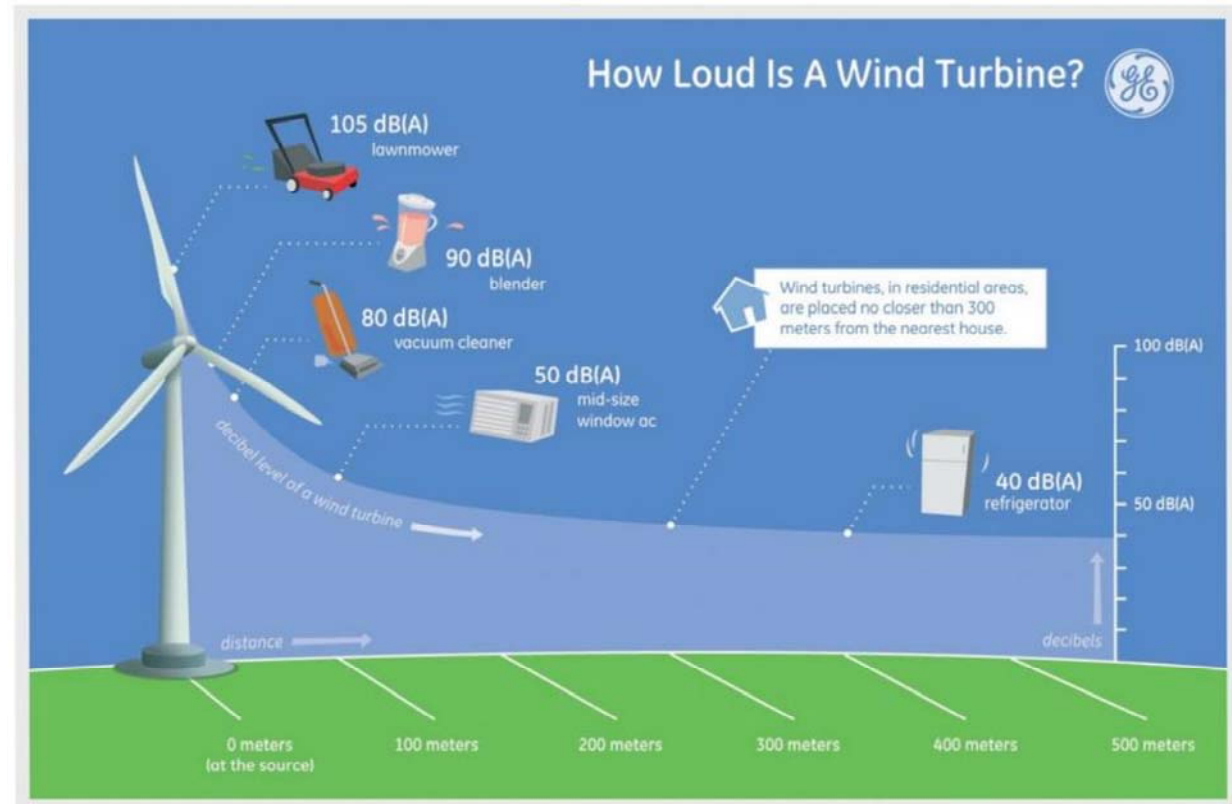 How Loud Is A Wind Turbine?
GE
105 dB(A)
lawnmower
90 dB(A)
blender
80 dB(A)
vacuum cleaner
50 dB(A)
mid-size
window ac
Wind turbines, in residential areas,
are placed no closer than 300
meters from the nearest house.
100 dB(A)
40 dB(A)
refrigerator
50 dB(A)
decibel level of a wind turbine
distance
decibels
0 meters
(at the source)
100 meters
200 meters
300 meters
400 meters
500 meters